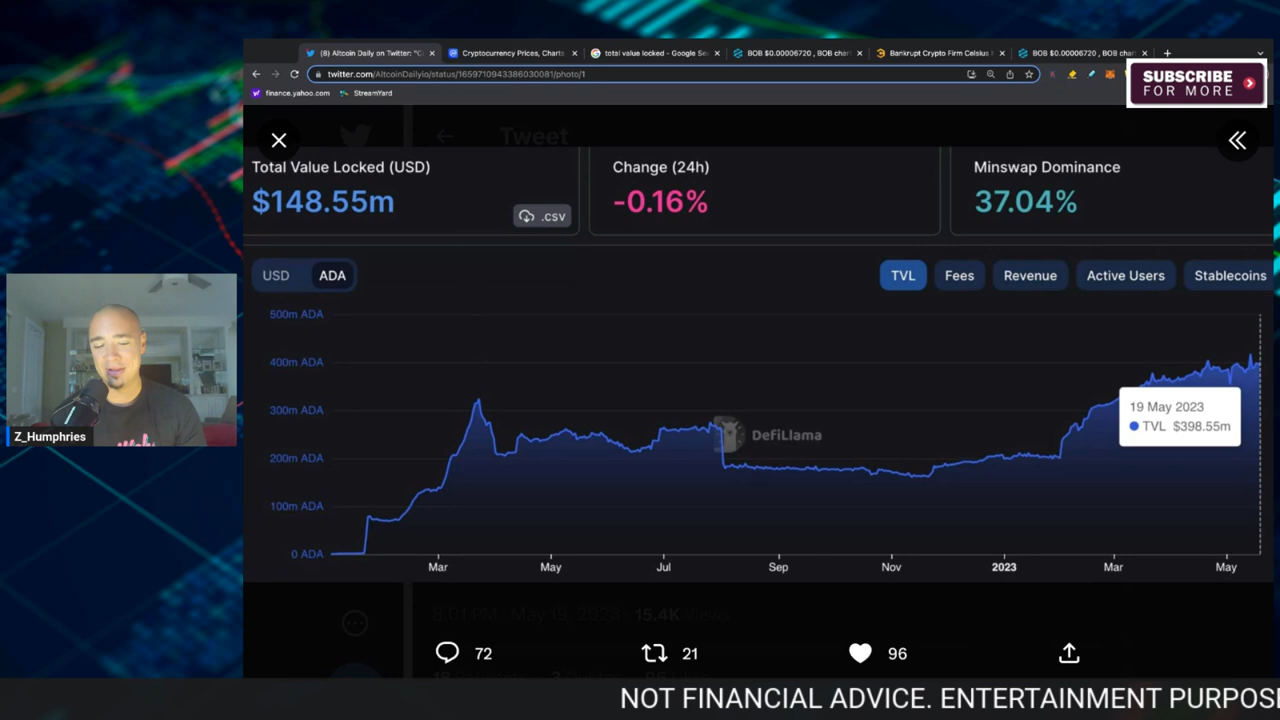 (8) Altcoin Daily on Twitter: "C
Cryptocurrency Prices, Charts
total value locked - Google Se
BOB $0.00006720 , BOB char
Bankrupt Crypto Firm Celsius
BOB $0.00006720 , BOB char
twitter.com/AltcoinDailyio/status/1659710943386030081/photo/1
finance.yahoo.com
StreamYard
SUBSCRIBE
FOR MORE
Tweet
Total Value Locked (USD)
$148.55m
.csv
Change (24h)
-0.16%
Minswap Dominance
37.04%
USD
ADA
TVL
Fees
Revenue
Active Users
Stablecoins
500m ADA
400m ADA
300m ADA
200m ADA
100m ADA
0 ADA
DefiLlama
19 May 2023
TVL $398.55m
Mar
May
Jul
Sep
Nov
2023
Mar
May
Z_Humphries
May 19, 2023 · 15.4K Views
72
21
96
NOT FINANCIAL ADVICE. ENTERTAINMENT PURPOS